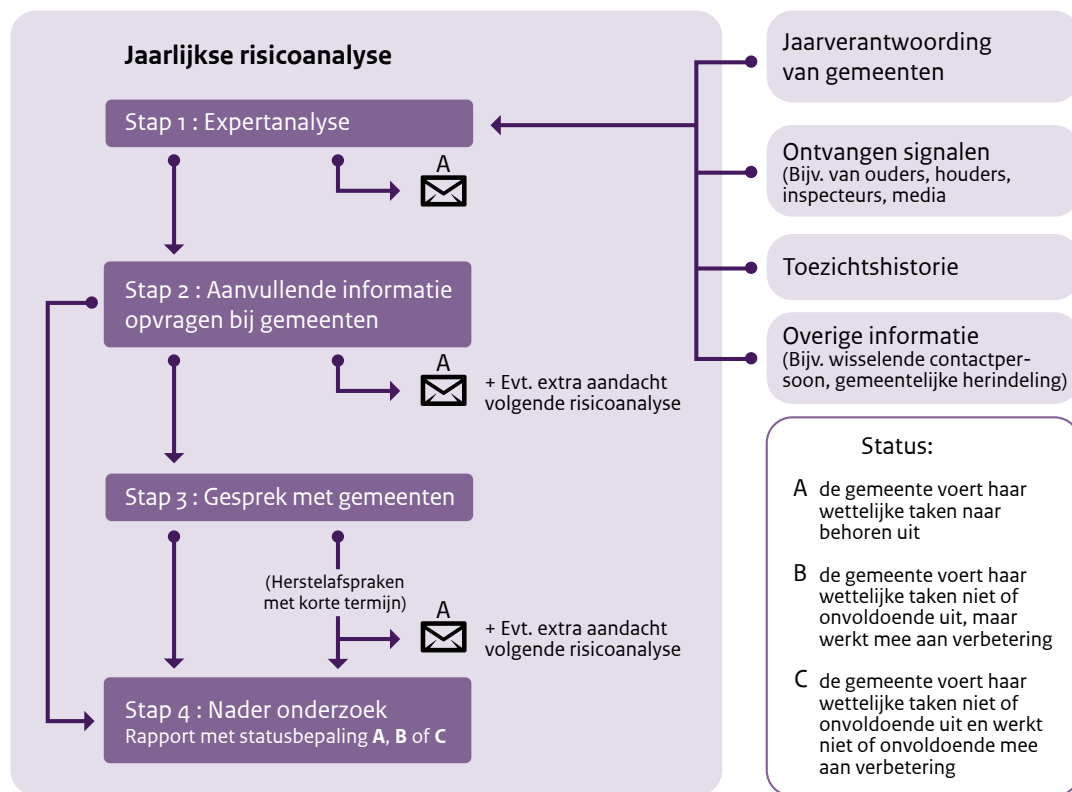 Jaarlijkse risicoanalyse
Stap 1 : Expertanalyse
A
Stap 2 : Aanvullende informatie
opvragen bij gemeenten
A
+ Evt. extra aandacht
volgende risicoanalyse
Stap 3 : Gesprek met gemeenten
(Herstelafspraken
met korte termijn)
A
+ Evt. extra aandacht
volgende risicoanalyse
Stap 4 : Nader onderzoek
Rapport met statusbepaling A, B of C
Jaarverantwoording
van gemeenten
Ontvangen signalen
(Bijv. van ouders, houders,
inspecteurs, media
Toezichtshistorie
Overige informatie
(Bijv. wisselende contactper-
soon, gemeentelijke herindeling)
Status:
A de gemeente voert haar
wettelijke taken naar
behoren uit
B de gemeente voert haar
wettelijke taken niet of
onvoldoende uit, maar
werkt mee aan verbetering
C de gemeente voert haar
wettelijke taken niet of
onvoldoende uit en werkt
niet of onvoldoende mee
aan verbetering